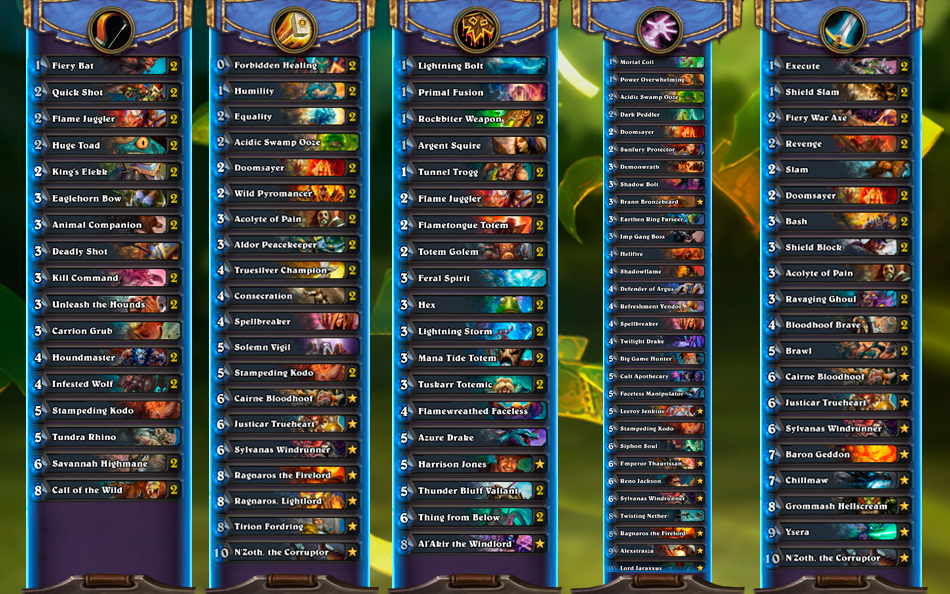 1 Fiery Bat 2
2 Quick Shot 2
2 Flame Juggler 2
2 Huge Toad 2
2 King's Elekk 2
3 Eaglehorn Bow 2
3 Animal Companion 2
3 Deadly Shot
3 Kill Command 2
3 Unleash the Hounds 2
3 Carrion Grub 2
4 Houndmaster 2
4 Infested Wolf 2
5 Stampeding Kodo
5 Tundra Rhino
6 Savannah Highmane 2
8 Call of the Wild 2
0 Forbidden Healing 2
1 Humility
2 Equality 2
2 Acidic Swamp Ooze
2 Doomsayer 2
2 Wild Pyromancer 2
3 Acolyte of Pain 2
3 Aldor Peacekeeper 2
4 Truesilver Champion 2
4 Consecration 2
4 Spellbreaker
5 Solemn Vigil
5 Stampeding Kodo 2
6 Cairne Bloodhoof
6 Justicar Trueheart
6 Sylvanas Windrunner
8 Ragnaros the Firelord
8 Ragnaros, Lightlord
8 Tirion Fordring
10 N'Zoth, the Corruptor
1 Lightning Bolt 2
1 Primal Fusion
1 Rockbiter Weapon 2
1 Argent Squire
1 Tunnel Trogg 2
2 Flame Juggler
2 Flametongue Totem 2
2 Totem Golem 2
3 Feral Spirit 2
3 Hex 2
3 Lightning Storm 2
3 Mana Tide Totem
3 Tuskarr Totemic 2
4 Flamewreathed Faceless
5 Azure Drake
5 Harrison Jones
5 Thunder Bluff Valiant 2
6 Thing from Below 2
8 Al'Akir the Windlord
1 Mortal Coil
1 Power Overwhelming
2 Acidic Swamp Ooze
2 Dark Peddler
2 Doomsayer
2 Sunfury Protector
3 Demonwrath
3 Shadow Bolt
3 Brann Bronzebeard
3 Earthen Ring Farseer
3 Imp Gang Boss
4 Hellfire
4 Shadowflame
4 Defender of Argus
4 Refreshment Vendor
4 Spellbreaker
4 Twilight Drake
5 Big Game Hunter
5 Cult Apothecary
5 Faceless Manipulator
5 Leeroy Jenkins
5 Stampeding Kodo
6 Siphon Soul
6 Emperor Thaurissan
6 Reno Jackson
6 Sylvanas Windrunner
8 Twisting Nether
8 Ragnaros the Firelord
9 Alexstrasza
9 Lord Jaraxxus
1 Execute 2
1 Shield Slam 2
2 Fiery War Axe 2
2 Revenge 2
2 Slam
2 Doomsayer 2
3 Bash 2
3 Shield Block 2
3 Acolyte of Pain
3 Ravaging Ghoul 2
4 Bloodhoof Brave 2
5 Brawl 2
6 Cairne Bloodhoof
6 Justicar Trueheart
6 Sylvanas Windrunner
7 Baron Geddon
7 Chillmaw
8 Grommash Hellscream
9 Ysera
10 N'Zoth, the Corruptor